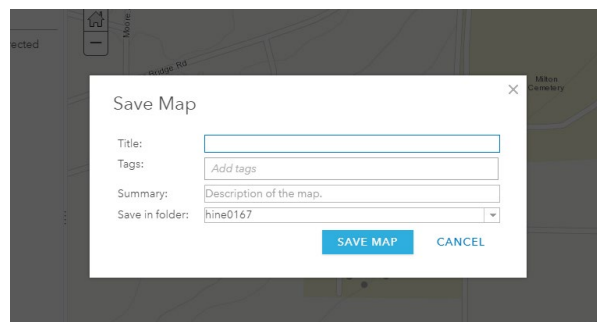 Moore
ected
Bridge Rd
Milton
Cemetery
Save Map
Title:
Tags: Add tags
Summary: Description of the map.
Save in folder: hine0167
SAVE MAP CANCEL